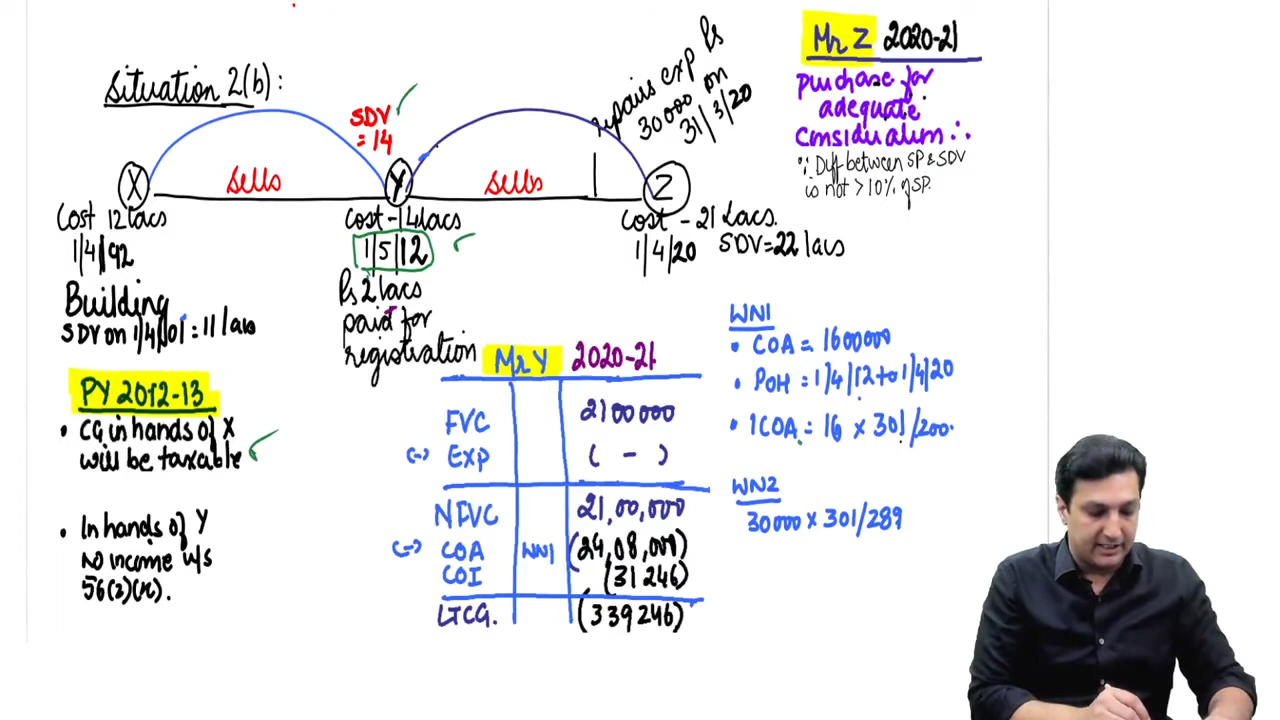 Situation 2(b):
SDV
= 14
repairs exp Rs
30000 on
31/3/20
Mr Z 2020-21
purchase for
adequate
consideration ∴
∵ Diff between SP & SDV
is not > 10% of SP.
X
sells
Y
sells
Z
Cost 12 lacs
1/4/92
Building
SDV on 1/4/01 = 11 lacs
Cost - 14 lacs
1/5/12
Rs 2 lacs
paid for
registration
Cost - 21 Lacs.
1/4/20
SDV = 22 lacs
PY 2012-13
• CG in hands of X
will be taxable
• In hands of Y
No income u/s
56(2)(x).
Mr Y 2020-21
FVC 2100000
(-) EXP ( - )
NFVC 21,00,000
(-) COA WN1 (24,08,000)
COI (31246)
LTCG. (339246)
WN1
• COA = 1600000
• POH = 1/4/12 to 1/4/20
• ICOA = 16 x 301/200.
WN2
30000 x 301/289